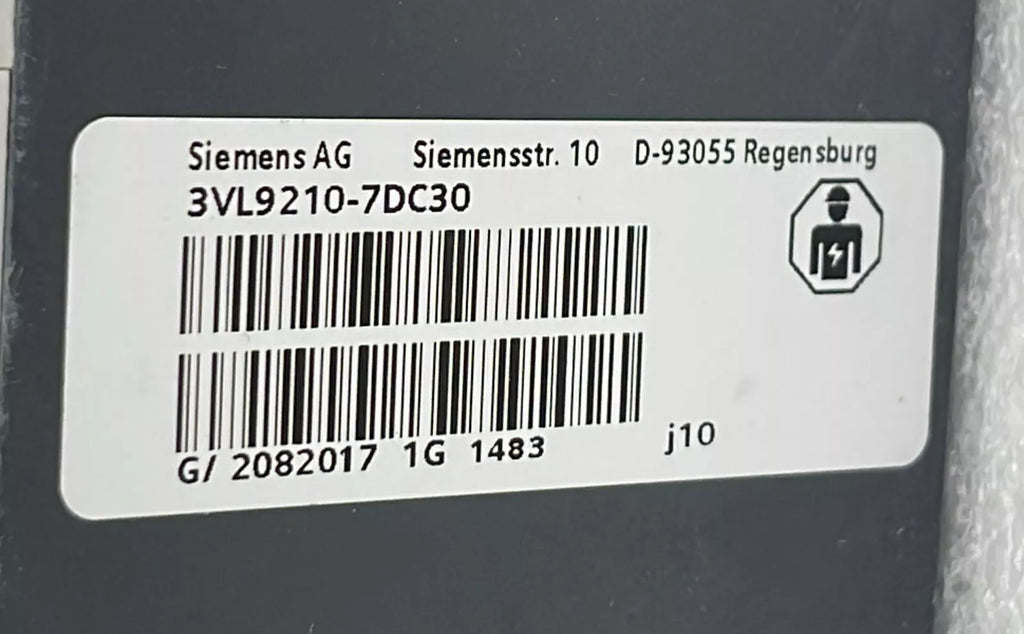 Siemens AG Siemensstr. 10 D-93055 Regensburg
3VL9210-7DC30
G/ 2082017 1G 1483 j10